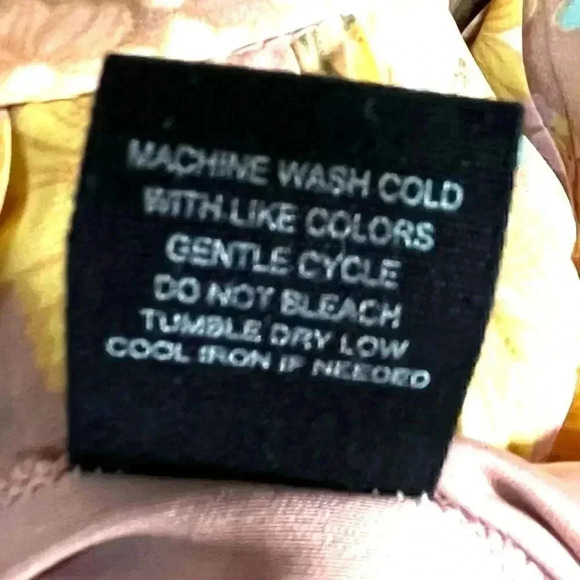 MACHINE WASH COLD
WITH LIKE COLORS
GENTLE CYCLE
DO NOT BLEACH
TUMBLE DRY LOW
COOL IRON IF NEEDED